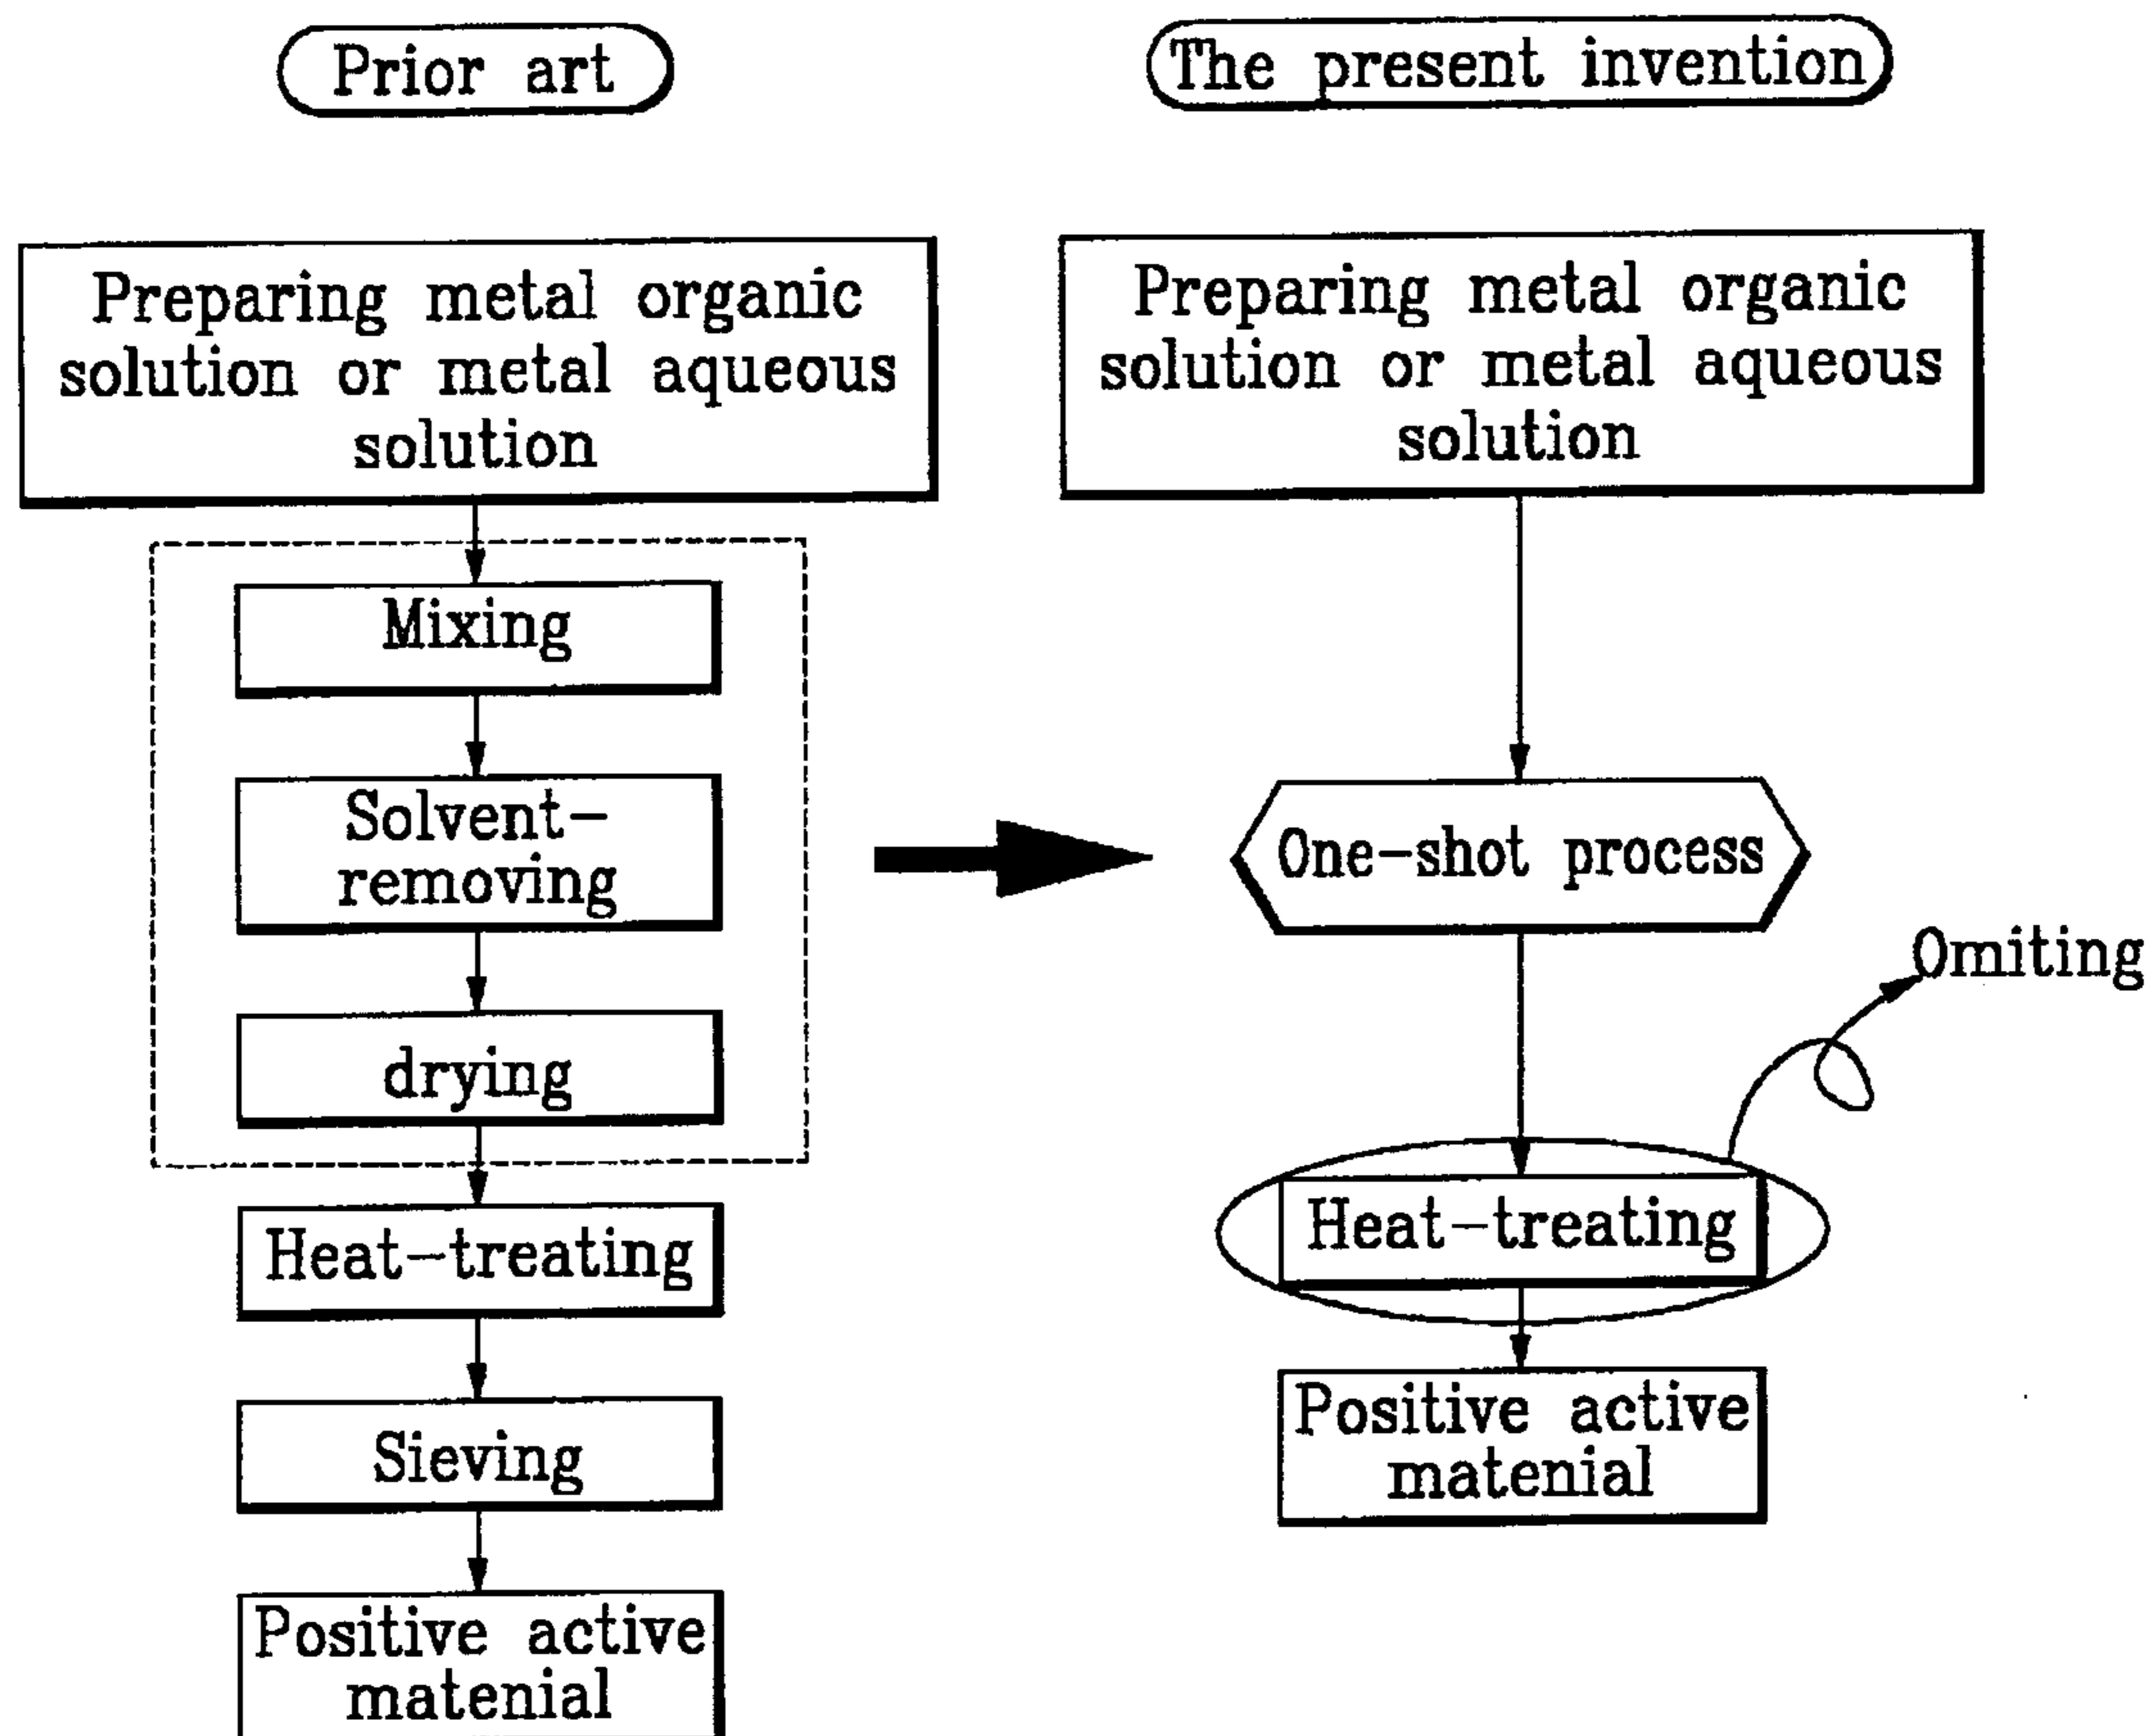 Prior art
Preparing metal organic
solution or metal aqueous
solution
Mixing
Solvent-
removing
drying
Heat-treating
Sieving
Positive active
matenial
The present invention
Preparing metal organic
solution or metal aqueous
solution
One-shot process
Omiting
Heat-treating
Positive active
matenial